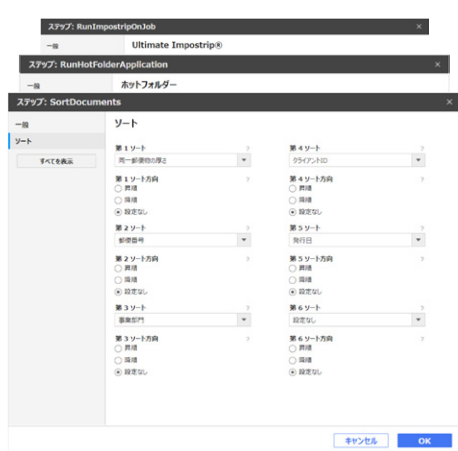 ステップ: RunImpostripOnJob ×
一般
Ultimate Impostrip®
ステップ: RunHotFolderApplication ×
一般
ホットフォルダー
ステップ: SortDocuments ×
一般
ソート
すべてを表示
ソート
第 1 ソート ?
同一郵便物の厚さ
第 1 ソート方向 ?
昇順
降順
設定なし
第 2 ソート ?
郵便番号
第 2 ソート方向 ?
昇順
降順
設定なし
第 3 ソート ?
事業部門
第 3 ソート方向 ?
昇順
降順
設定なし
第 4 ソート ?
クライアントID
第 4 ソート方向 ?
昇順
降順
設定なし
第 5 ソート ?
発行日
第 5 ソート方向 ?
昇順
降順
設定なし
第 6 ソート ?
設定なし
第 6 ソート方向 ?
昇順
降順
設定なし
キャンセル
OK